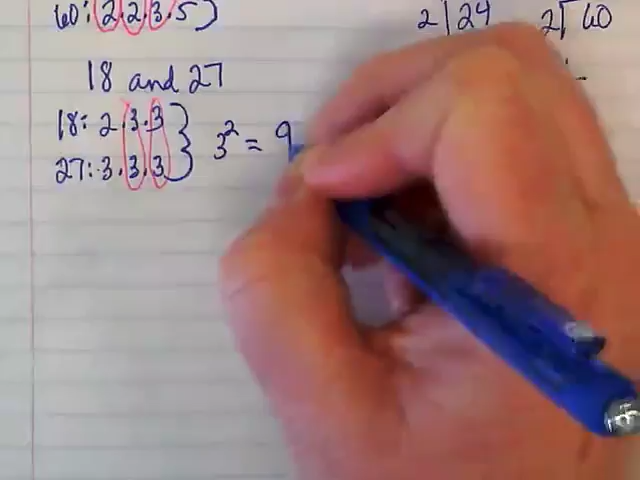 60: 2.2.3.5)
2 24 2 60
18 and 27
18: 2.3.3
27: 3.3.3
3² = 9